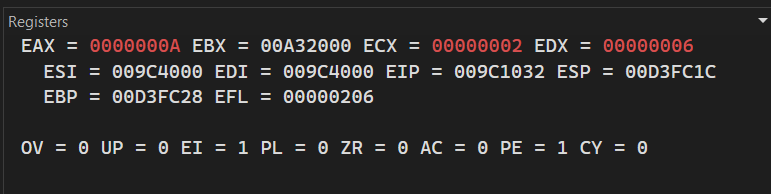 Registers
EAX = 0000000A EBX = 00A32000 ECX = 00000002 EDX = 00000006
ESI = 009C4000 EDI = 009C4000 EIP = 009C1032 ESP = 00D3FC1C
EBP = 00D3FC28 EFL = 00000206
OV = 0 UP = 0 EI = 1 PL = 0 ZR = 0 AC = 0 PE = 1 CY = 0